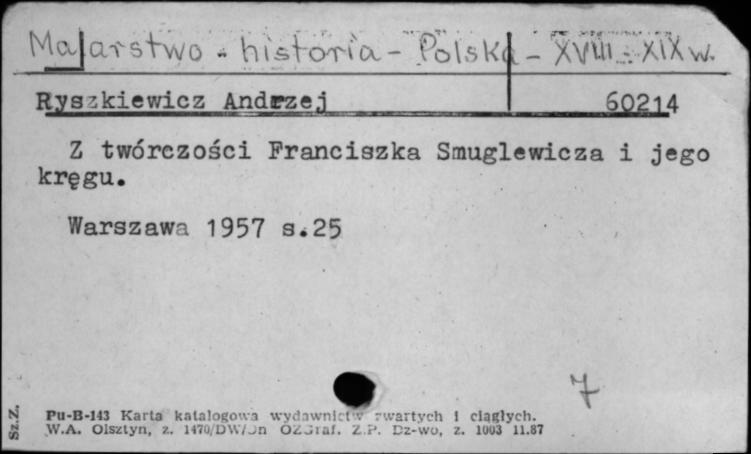 Malarstwo - historia - Polska - XVIII - XIX w.
Ryszkiewicz Andrzej 60214
Z twórczości Franciszka Smuglewicza i jego
kręgu.
Warszawa 1957 s.25
7
Pu-B-143 Karta katalogowa wydawnictw zwartych i ciągłych.
W.A. Olsztyn, z. 1470/DW/Jn OZGraf. Z.P. Dz-wo, z. 1003 11.87
Sz.Z.